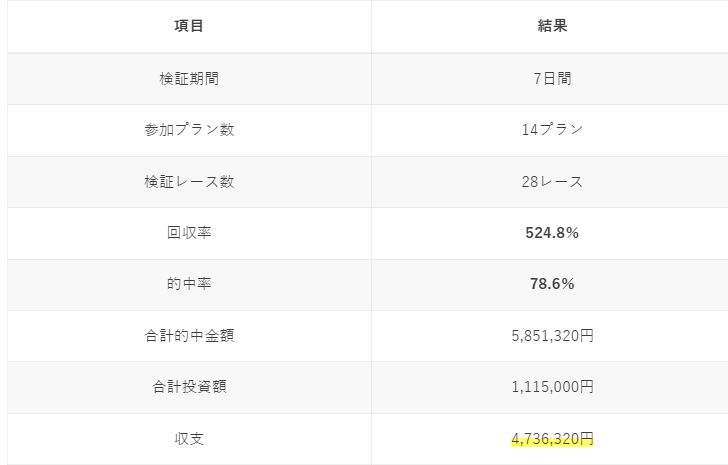 項目 結果
検証期間 7日間
参加プラン数 14プラン
検証レース数 28レース
回収率 524.8%
的中率 78.6%
合計的中金額 5,851,320円
合計投資額 1,115,000円
収支 4,736,320円